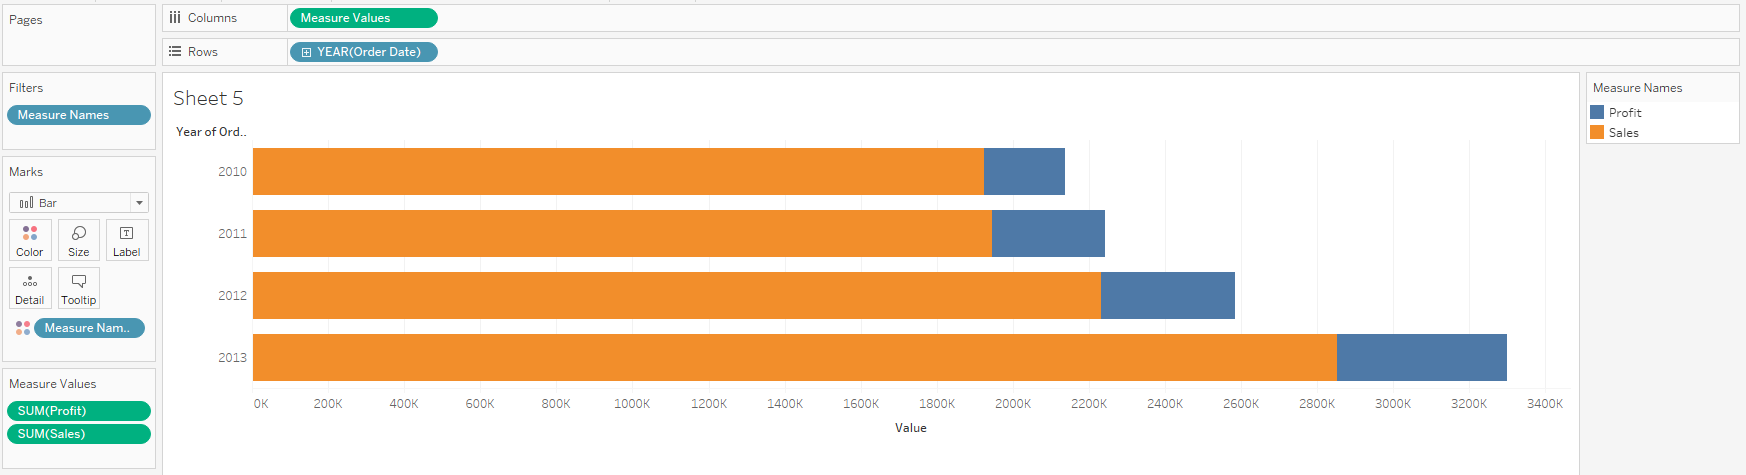 Pages
Columns
Measure Values
Rows
YEAR(Order Date)
Filters
Measure Names
Marks
Bar
Color
Size
Label
Detail
Tooltip
Measure Nam..
Measure Values
SUM(Profit)
SUM(Sales)
Sheet 5
Year of Ord..
2010
2011
2012
2013
0K 200K 400K 600K 800K 1000K 1200K 1400K 1600K 1800K 2000K 2200K 2400K 2600K 2800K 3000K 3200K 3400K
Value
Measure Names
Profit
Sales